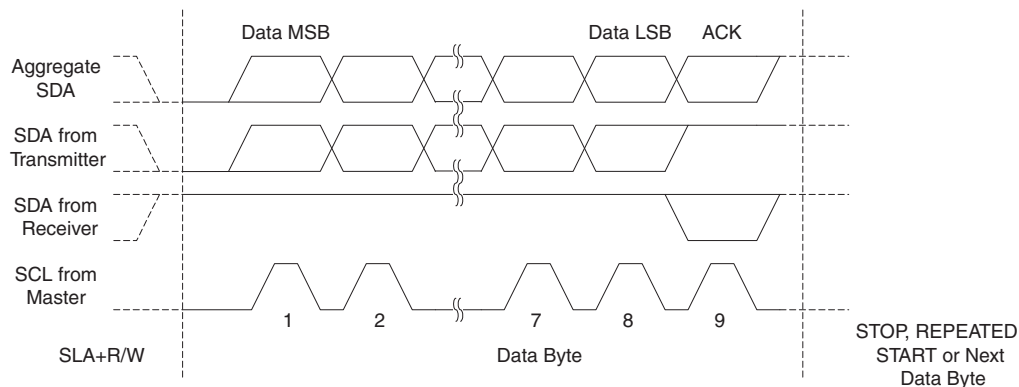 Data MSB
Data LSB
ACK
Aggregate
SDA
SDA from
Transmitter
SDA from
Receiver
SCL from
Master
1
2
7
8
9
SLA+R/W
Data Byte
STOP, REPEATED
START or Next
Data Byte